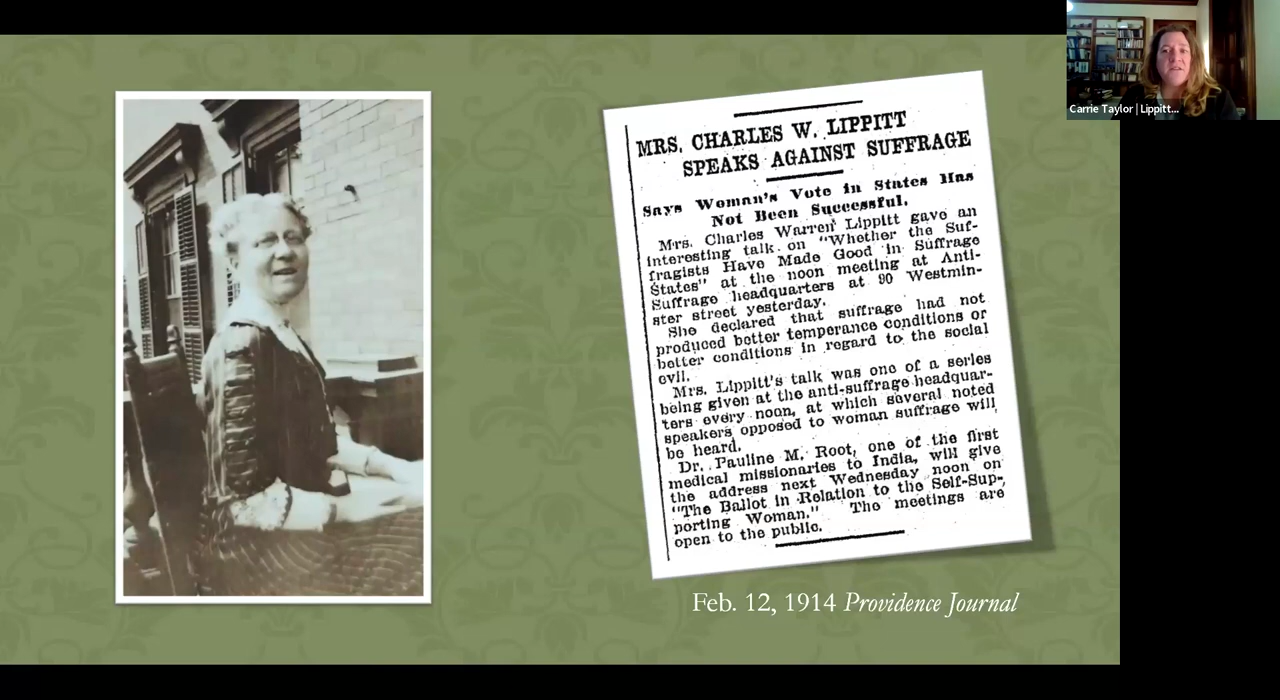 Carrie Taylor | Lippitt...
MRS. CHARLES W. LIPPITT
SPEAKS AGAINST SUFFRAGE
Says Woman's Vote in States Has
Not Been Successful.
Mrs. Charles Warren Lippitt gave an
interesting talk on "Whether the Suf-
fragists Have Made Good in Suffrage
States" at the noon meeting at Anti-
Suffrage headquarters at 90 Westmin-
ster street yesterday.
She declared that suffrage had not
produced better temperance conditions or
better conditions in regard to the social
evil.
Mrs. Lippitt's talk was one of a series
being given at the anti-suffrage headquar-
ters every noon, at which several noted
speakers opposed to woman suffrage will
be heard.
Dr. Pauline M. Root, one of the first
medical missionaries to India, will give
the address next Wednesday noon on
"The Ballot in Relation to the Self-Sup-
porting Woman." The meetings are
open to the public.
Feb. 12, 1914 Providence Journal